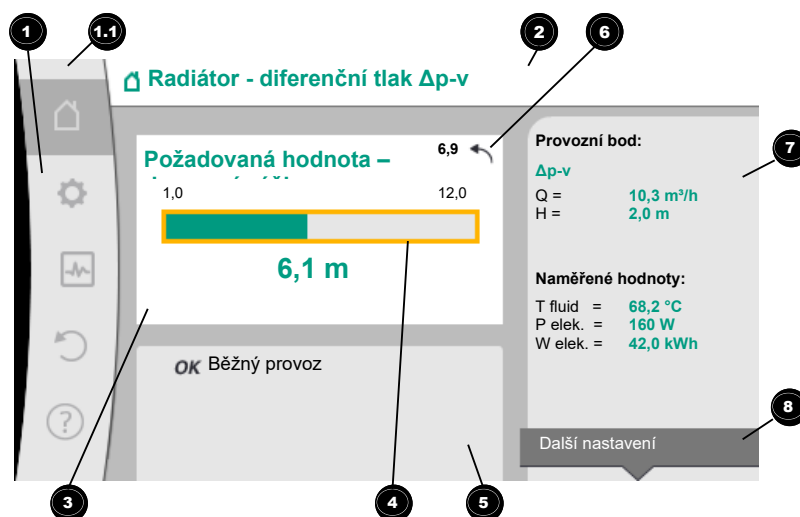 1
1.1
2
6
Radiátor - diferenční tlak Δp-v
7
Požadovaná hodnota –
6,9
1,0
12,0
6,1 m
Provozní bod:
Δp-v
Q = 10,3 m³/h
H = 2,0 m
Naměřené hodnoty:
T fluid = 68,2 °C
P elek. = 160 W
W elek. = 42,0 kWh
OK Běžný provoz
?
Další nastavení
8
3
4
5